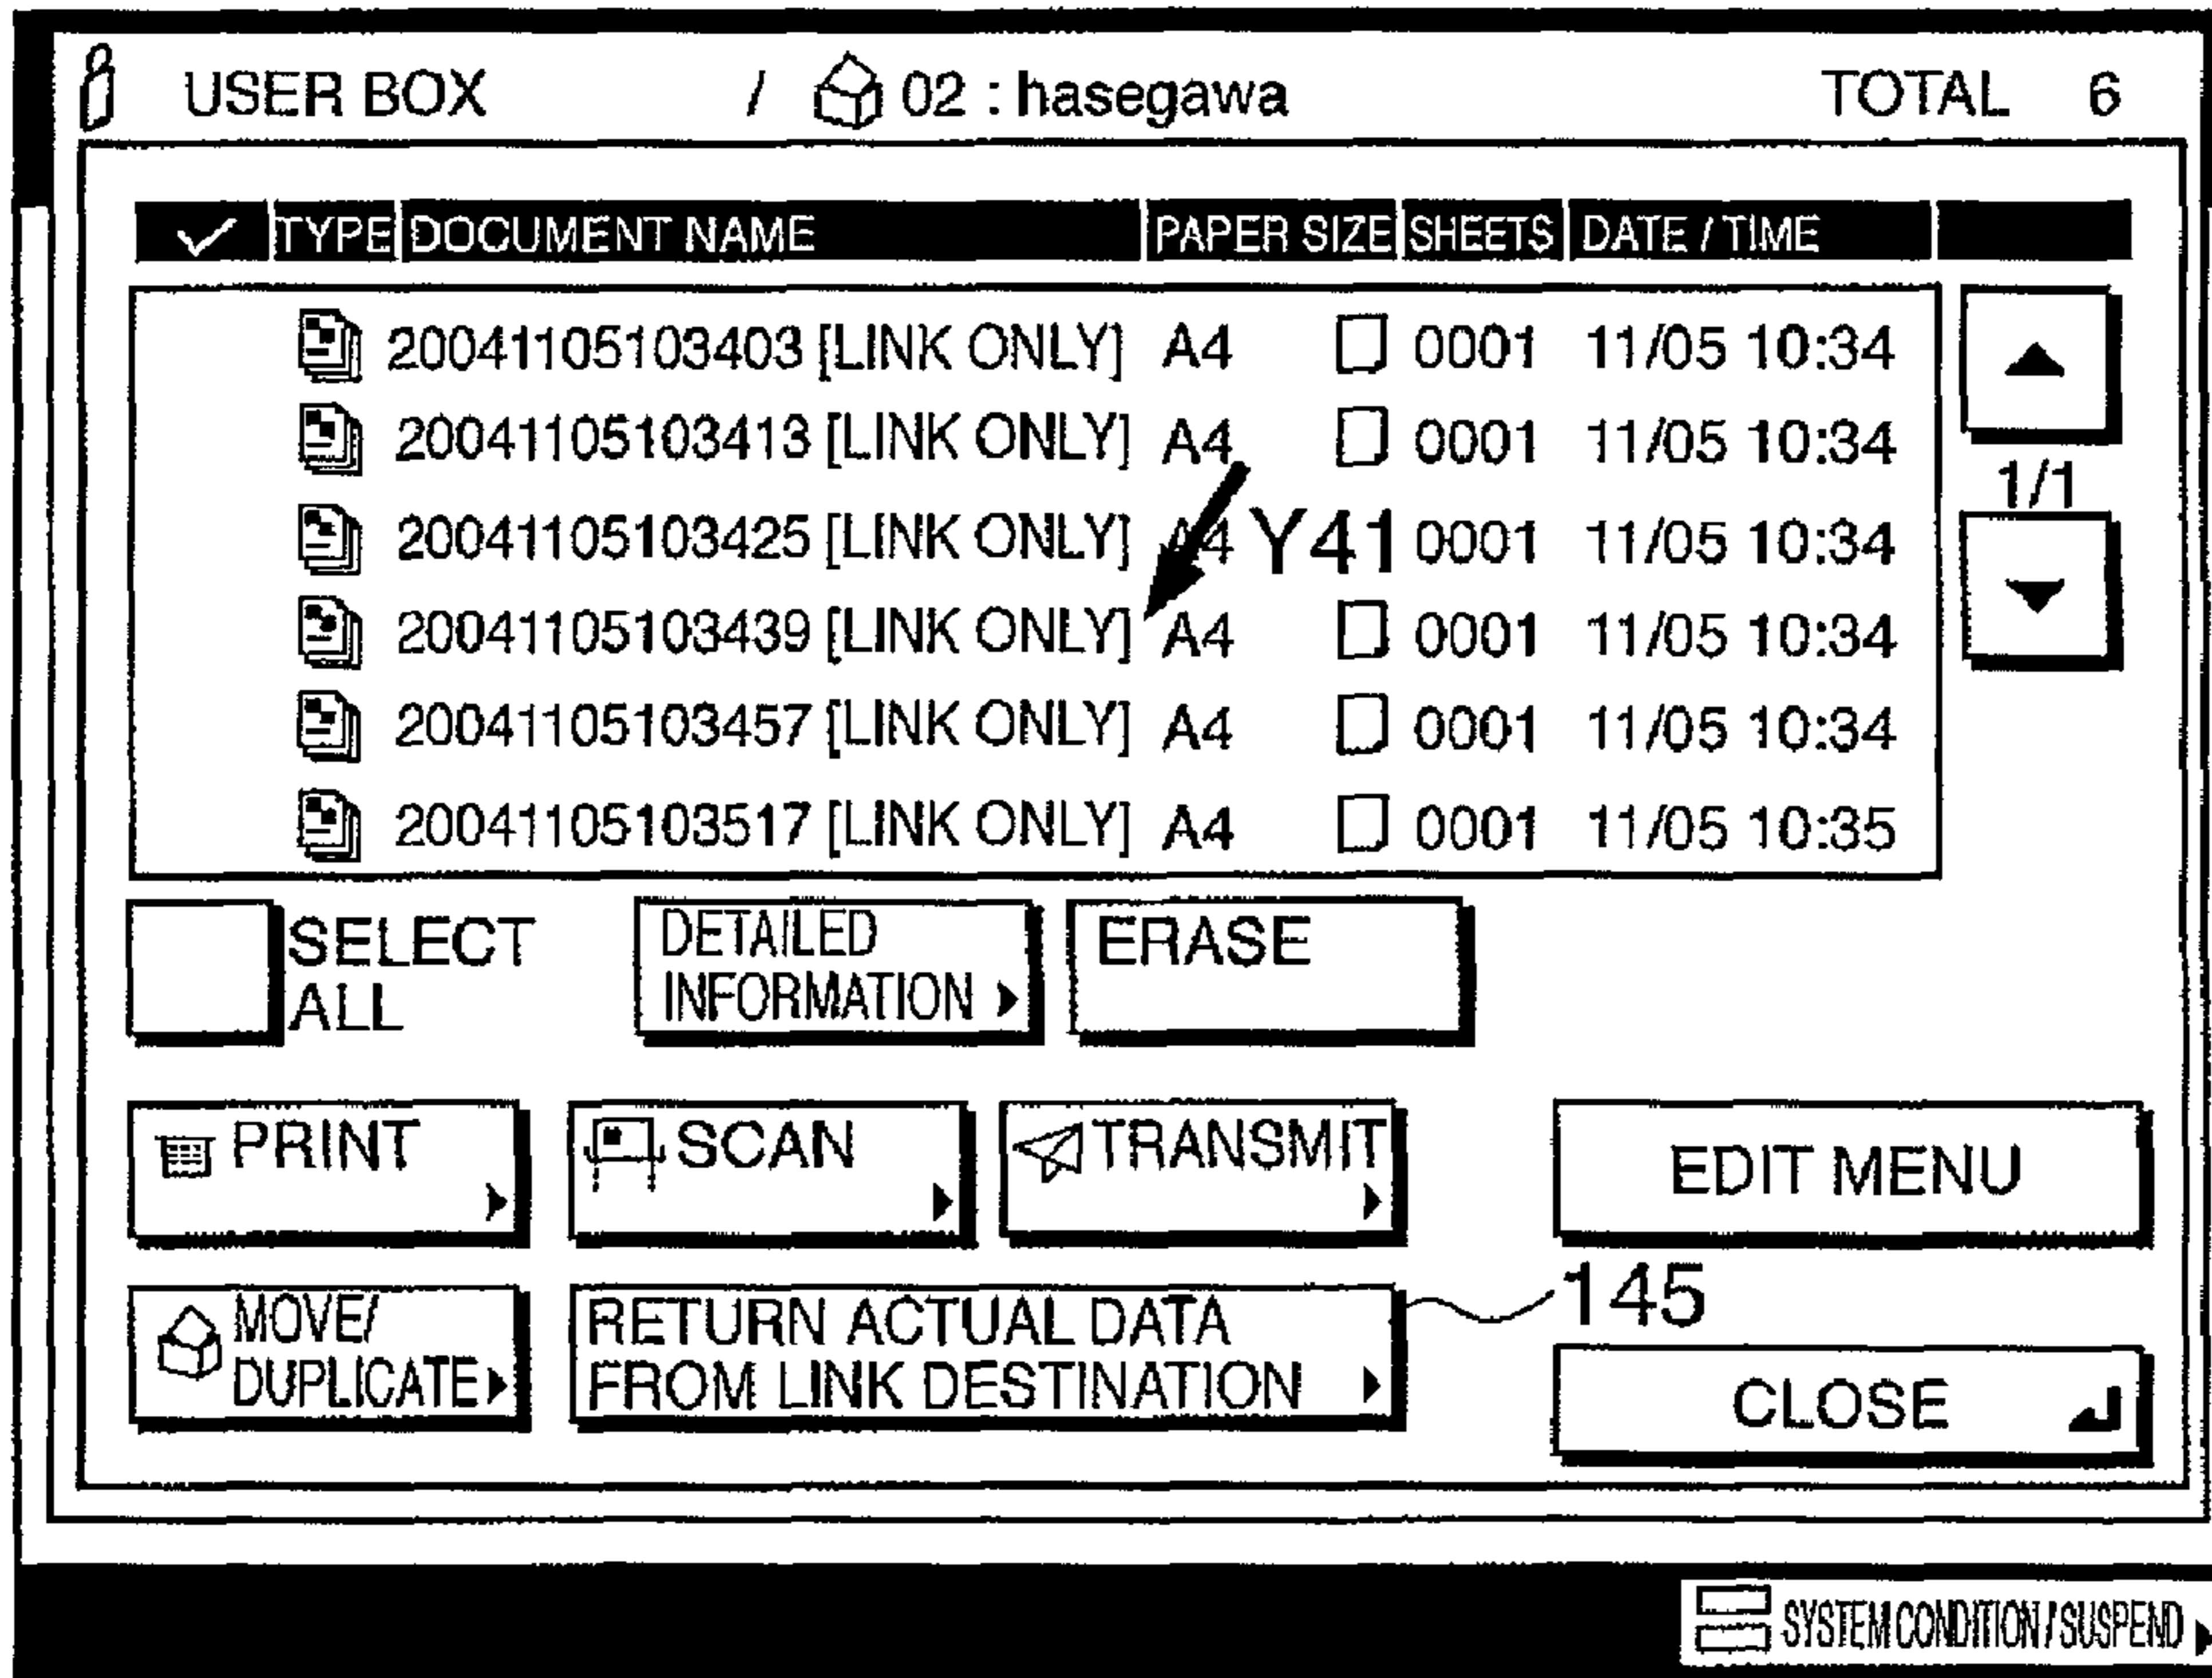 USER BOX / 02 : hasegawa TOTAL 6
TYPE DOCUMENT NAME PAPER SIZE SHEETS DATE / TIME
20041105103403 [LINK ONLY] A4 0001 11/05 10:34
20041105103413 [LINK ONLY] A4 0001 11/05 10:34
1/1
20041105103425 [LINK ONLY] A4 Y41 0001 11/05 10:34
20041105103439 [LINK ONLY] A4 0001 11/05 10:34
20041105103457 [LINK ONLY] A4 0001 11/05 10:34
20041105103517 [LINK ONLY] A4 0001 11/05 10:35
SELECT
ALL
DETAILED
INFORMATION
ERASE
PRINT
SCAN
TRANSMIT
EDIT MENU
MOVE/
DUPLICATE
RETURN ACTUAL DATA
FROM LINK DESTINATION
145
CLOSE
SYSTEM CONDITION / SUSPEND